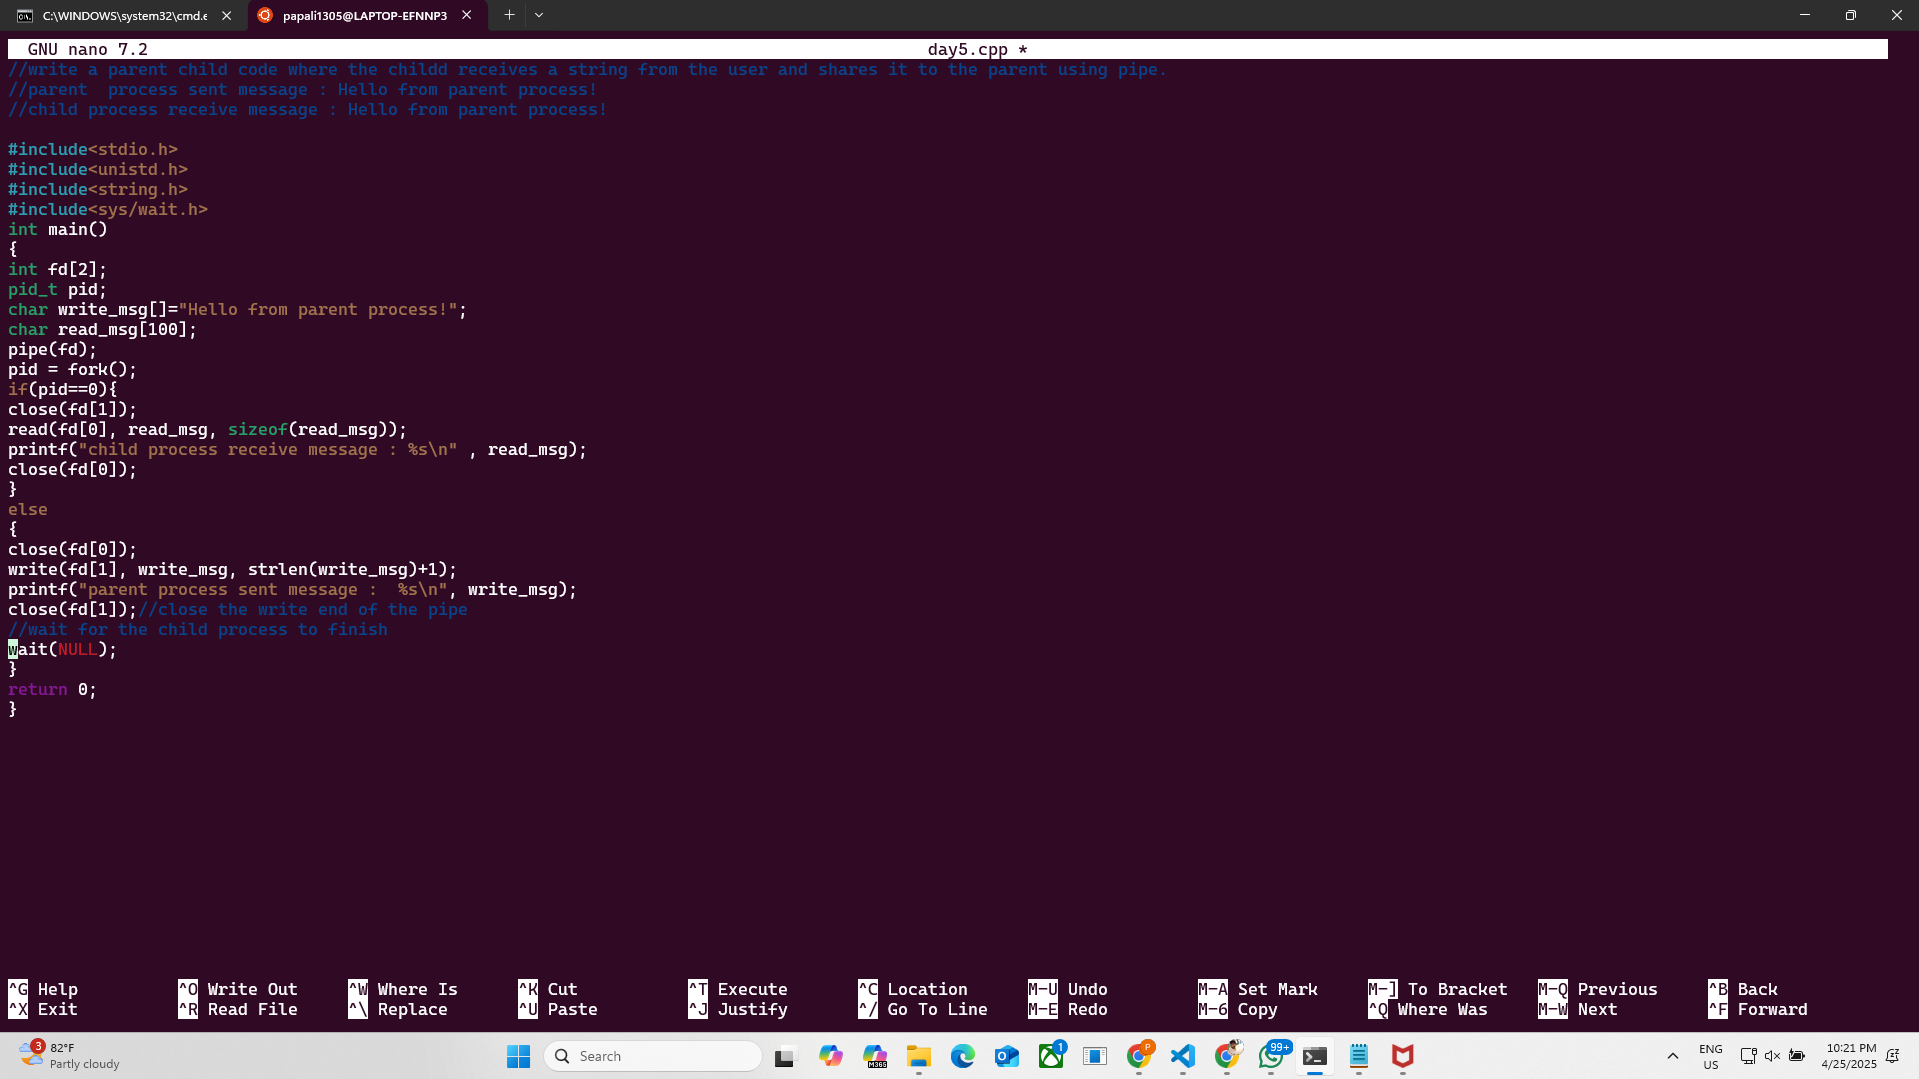 C:\WINDOWS\system32\cmd.e
papali1305@LAPTOP-EFNNP3
GNU nano 7.2 day5.cpp *
//write a parent child code where the childd receives a string from the user and shares it to the parent using pipe.
//parent  process sent message : Hello from parent process!
//child process receive message : Hello from parent process!
#include<stdio.h>
#include<unistd.h>
#include<string.h>
#include<sys/wait.h>
int main()
{
int fd[2];
pid_t pid;
char write_msg[]="Hello from parent process!";
char read_msg[100];
pipe(fd);
pid = fork();
if(pid==0){
close(fd[1]);
read(fd[0], read_msg, sizeof(read_msg));
printf("child process receive message : %s\n" , read_msg);
close(fd[0]);
}
else
{
close(fd[0]);
write(fd[1], write_msg, strlen(write_msg)+1);
printf("parent process sent message :  %s\n", write_msg);
close(fd[1]);//close the write end of the pipe
//wait for the child process to finish
wait(NULL);
}
return 0;
}
^G Help ^O Write Out ^W Where Is ^K Cut ^T Execute ^C Location M-U Undo M-A Set Mark M-] To Bracket M-Q Previous ^B Back
^X Exit ^R Read File ^\ Replace ^U Paste ^J Justify ^/ Go To Line M-E Redo M-6 Copy ^Q Where Was M-W Next ^F Forward
3 82°F
Partly cloudy
Search
M365
1
P
99+
ENG
US
10:21 PM
4/25/2025